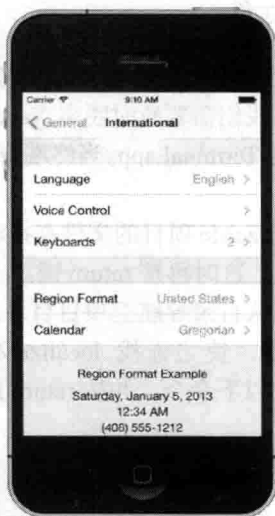 Carrier 9:10 AM
General International
Language English
Voice Control
Keyboards 2
Region Format United States
Calendar Gregorian
Region Format Example
Saturday, January 5, 2013
12:34 AM
(408) 555-1212